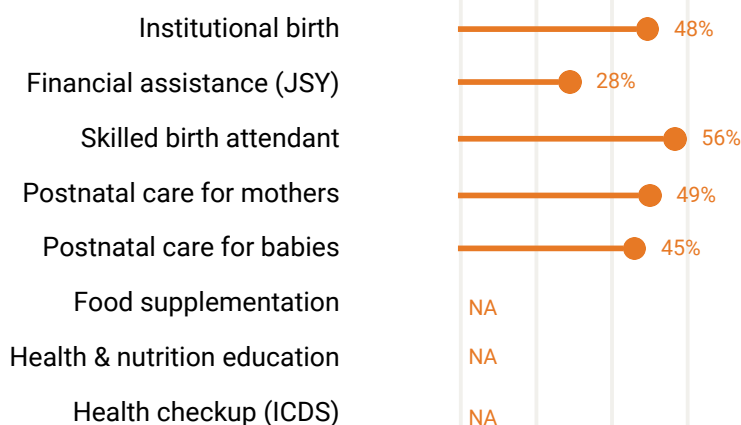 Institutional birth 48%
Financial assistance (JSY) 28%
Skilled birth attendant 56%
Postnatal care for mothers 49%
Postnatal care for babies 45%
Food supplementation NA
Health & nutrition education NA
Health checkup (ICDS) NA